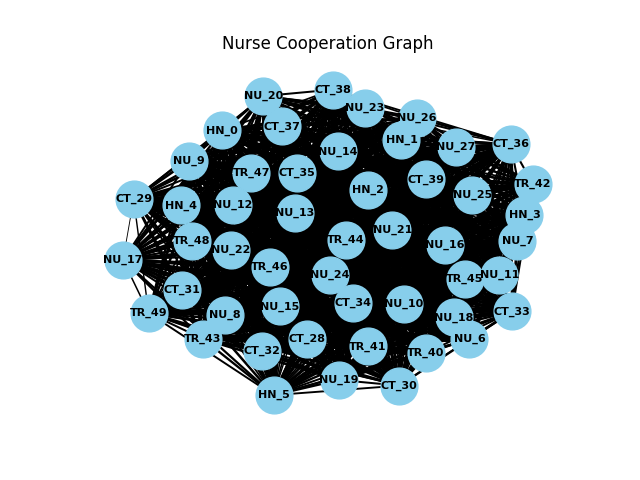 Nurse Cooperation Graph
CT_38
NU_20
NU_23
NU_26
CT_37
HN_0
HN_1
CT_36
NU_27
NU_14
NU_9
TR_47
CT_35
CT_39
TR_42
HN_2
NU_25
CT_29
HN_4
NU_12
NU_13
HN_3
NU_21
TR_44
TR_48
NU_7
NU_16
NU_22
NU_17
TR_46
NU_24
NU_11
TR_45
CT_31
CT_34
NU_10
NU_15
CT_33
TR_49
NU_8
NU_18
TR_43
CT_28
NU_6
TR_41
CT_32
TR_40
NU_19
CT_30
HN_5